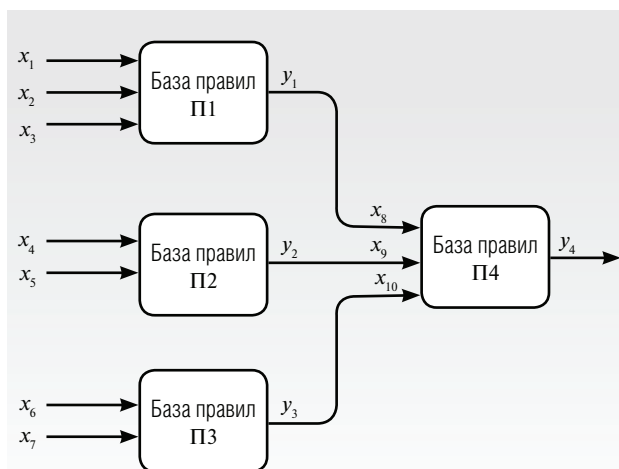 x₁
x₂
x₃
База правил
П1
y₁
x₄
x₅
База правил
П2
y₂
x₆
x₇
База правил
П3
y₃
x₈
x₉
x₁₀
База правил
П4
y₄